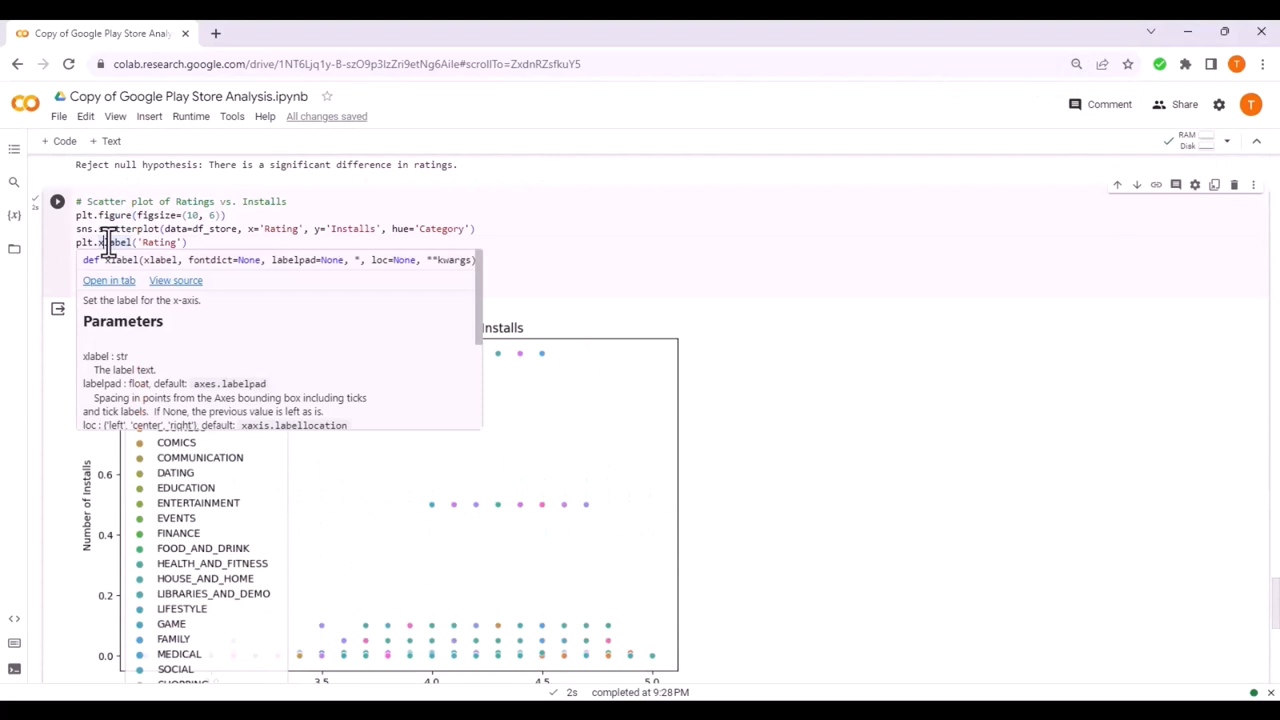 Copy of Google Play Store Analy
colab.research.google.com/drive/1NT6Ljq1y-B-szO9p3lzZri9etNg6Aile#scrollTo=ZxdnRZsfkuY5
T
Copy of Google Play Store Analysis.ipynb
File Edit View Insert Runtime Tools Help All changes saved
Comment Share T
+ Code + Text
RAM
Disk
Reject null hypothesis: There is a significant difference in ratings.
2s
# Scatter plot of Ratings vs. Installs
plt.figure(figsize=(10, 6))
sns.scatterplot(data=df_store, x='Rating', y='Installs', hue='Category')
plt.xlabel('Rating')
def xlabel(xlabel, fontdict=None, labelpad=None, *, loc=None, **kwargs)
Open in tab View source
Set the label for the x-axis.
Parameters
Installs
xlabel : str
The label text.
labelpad : float, default: axes.labelpad
Spacing in points from the Axes bounding box including ticks
and tick labels. If None, the previous value is left as is.
loc : {'left', 'center', 'right'}, default: xaxis.labellocation
COMICS
COMMUNICATION
DATING
EDUCATION
ENTERTAINMENT
EVENTS
FINANCE
FOOD_AND_DRINK
HEALTH_AND_FITNESS
HOUSE_AND_HOME
LIBRARIES_AND_DEMO
LIFESTYLE
GAME
FAMILY
MEDICAL
SOCIAL
Number of Installs
0.6
0.4
0.2
0.0
3.5 4.0 4.5 5.0
2s completed at 9:28 PM